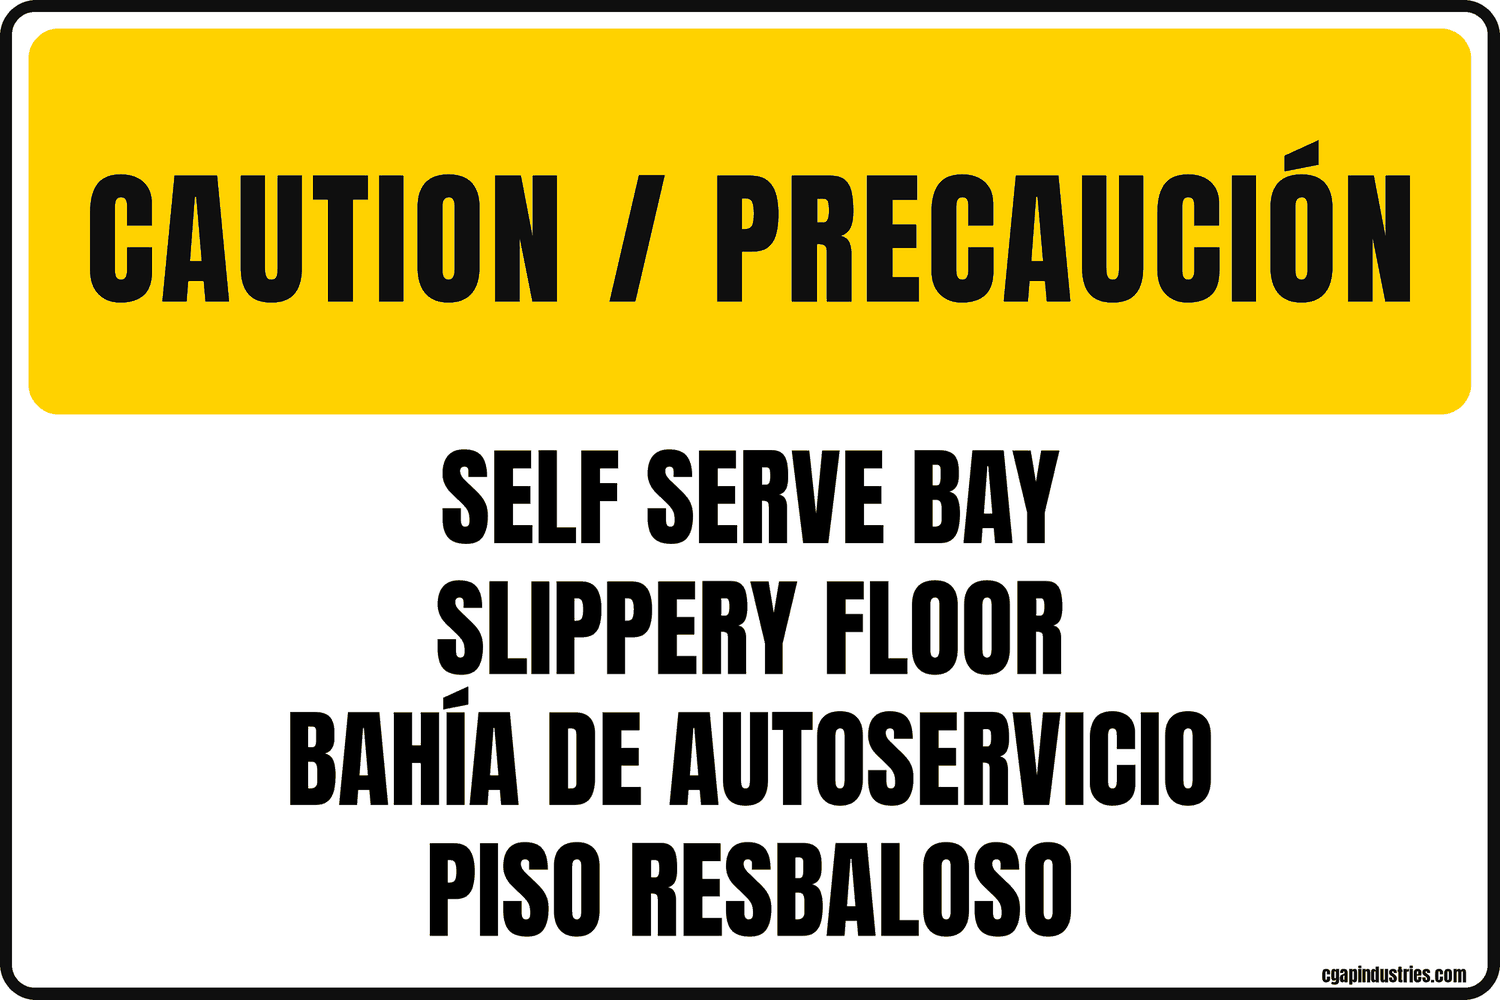 CAUTION / PRECAUCIÓN
SELF SERVE BAY
SLIPPERY FLOOR
BAHÍA DE AUTOSERVICIO
PISO RESBALOSO
cgapindustries.com